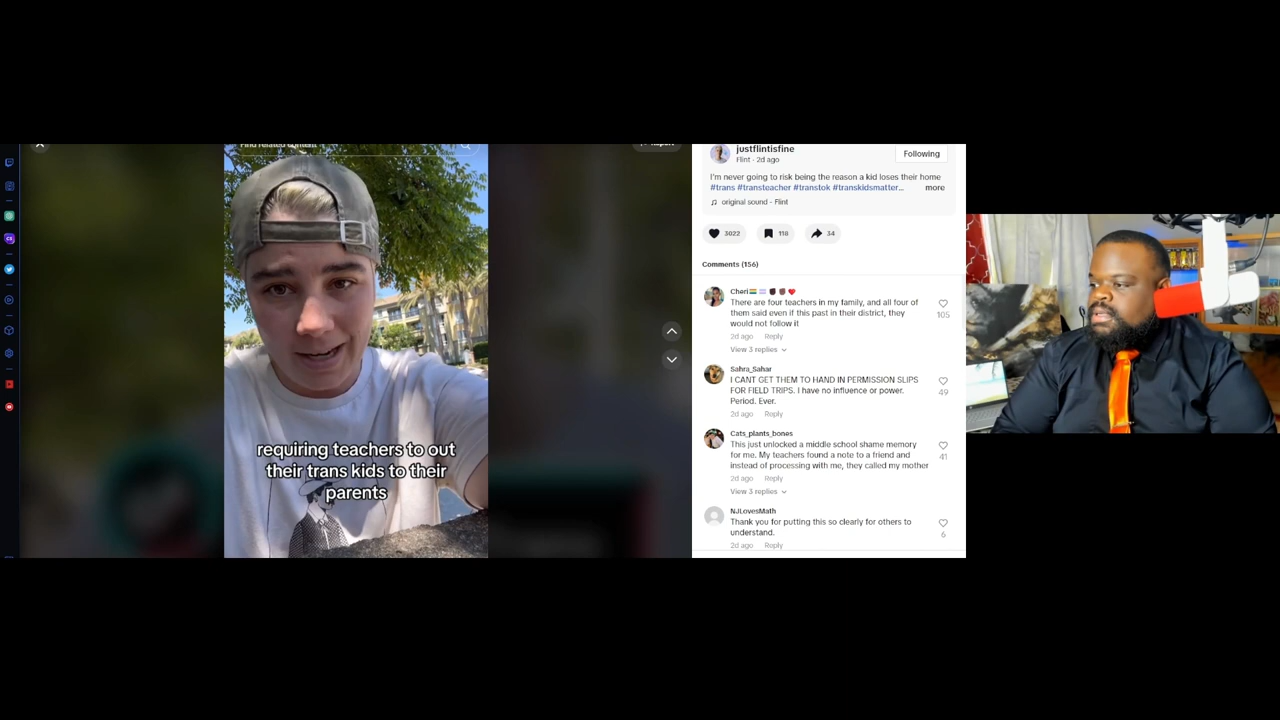 Find related content
Report
requiring teachers to out
their trans kids to their
parents
justflintisfine
Flint · 2d ago
Following
I'm never going to risk being the reason a kid loses their home
#trans #transteacher #transtok #transkidsmatter... more
original sound - Flint
3022
118
34
Comments (156)
Cheri
There are four teachers in my family, and all four of
them said even if this past in their district, they
would not follow it
105
2d ago Reply
View 3 replies
Sahra_Sahar
I CANT GET THEM TO HAND IN PERMISSION SLIPS
FOR FIELD TRIPS. I have no influence or power.
Period. Ever.
49
2d ago Reply
Cats_plants_bones
This just unlocked a middle school shame memory
for me. My teachers found a note to a friend and
instead of processing with me, they called my mother
41
2d ago Reply
View 3 replies
NJLovesMath
Thank you for putting this so clearly for others to
understand.
6
2d ago Reply